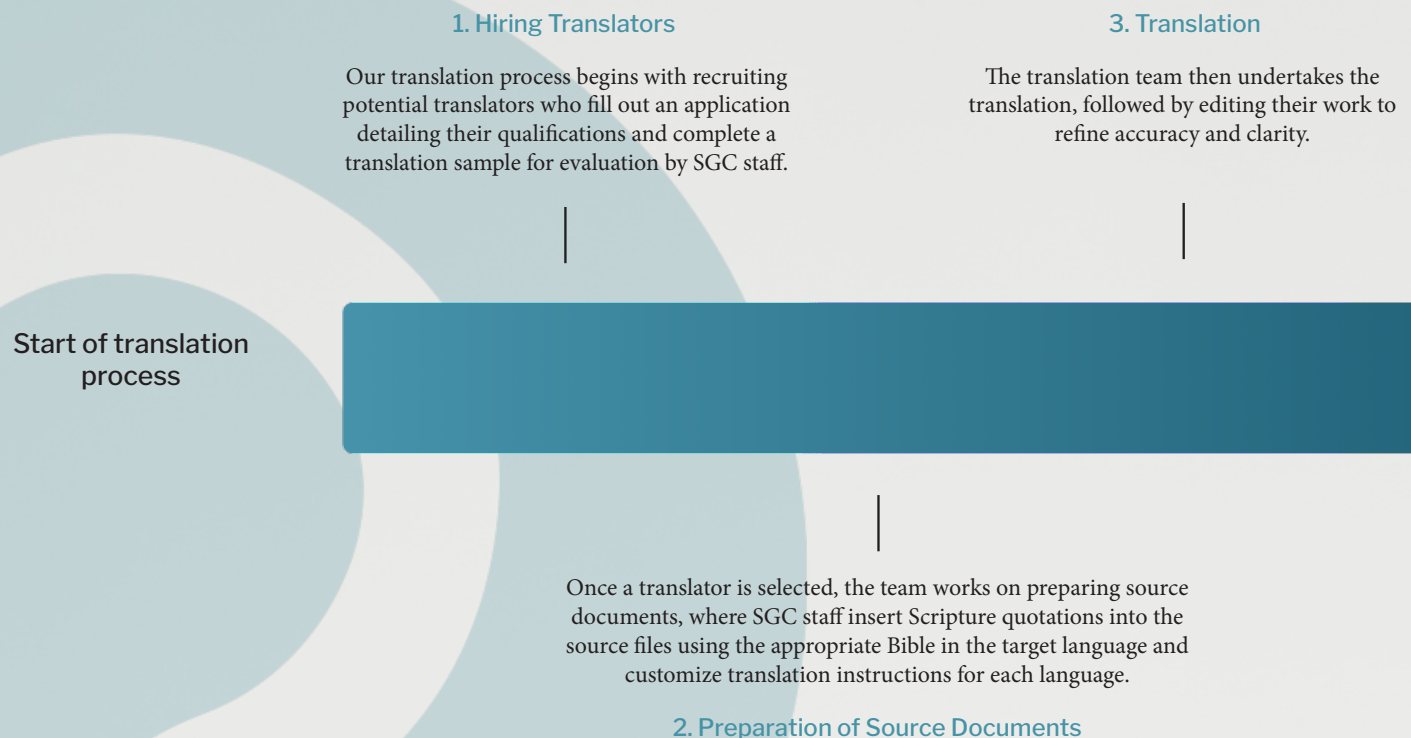 1. Hiring Translators
Our translation process begins with recruiting
potential translators who fill out an application
detailing their qualifications and complete a
translation sample for evaluation by SGC staff.
3. Translation
The translation team then undertakes the
translation, followed by editing their work to
refine accuracy and clarity.
Start of translation
process
Once a translator is selected, the team works on preparing source
documents, where SGC staff insert Scripture quotations into the
source files using the appropriate Bible in the target language and
customize translation instructions for each language.
2. Preparation of Source Documents